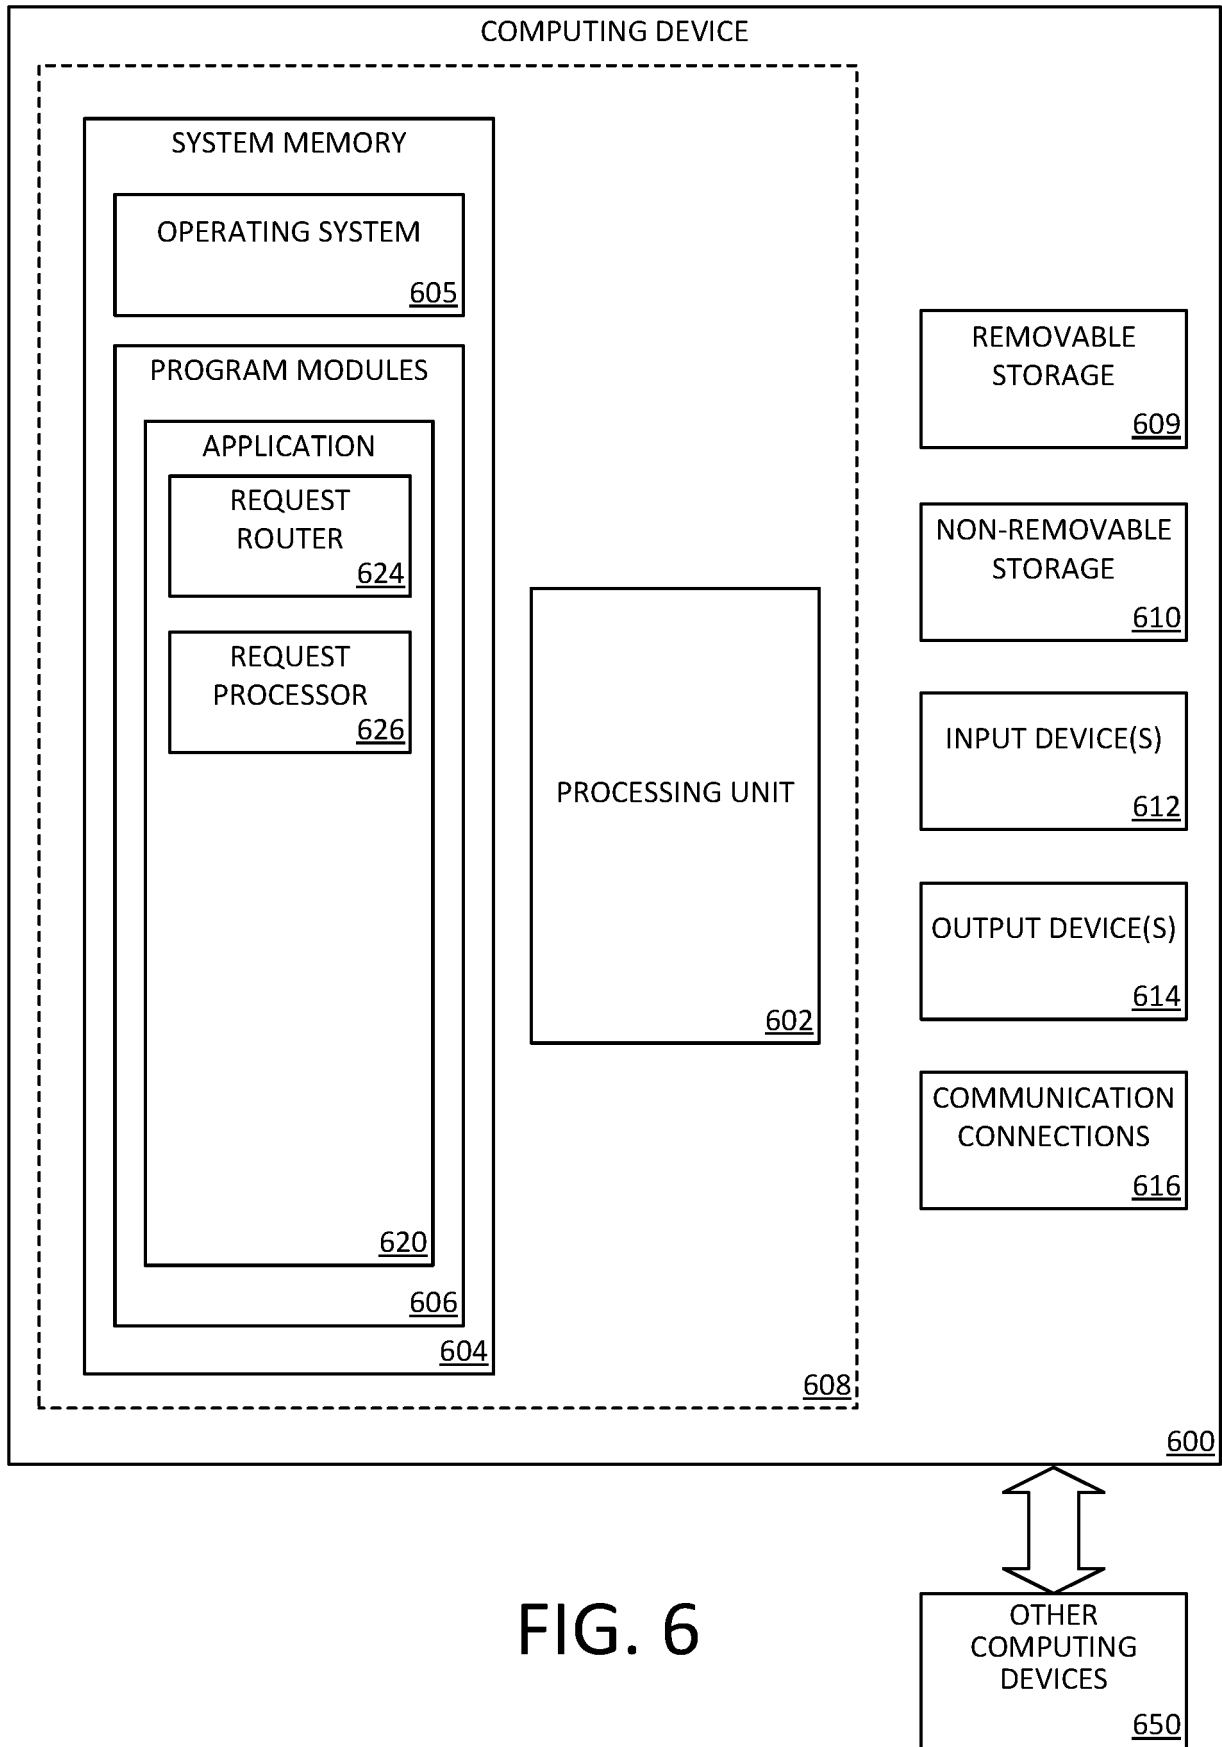 COMPUTING DEVICE
SYSTEM MEMORY
OPERATING SYSTEM
605
PROGRAM MODULES
APPLICATION
REQUEST
ROUTER
624
REQUEST
PROCESSOR
626
620
606
604
PROCESSING UNIT
602
608
REMOVABLE
STORAGE
609
NON-REMOVABLE
STORAGE
610
INPUT DEVICE(S)
612
OUTPUT DEVICE(S)
614
COMMUNICATION
CONNECTIONS
616
600
OTHER
COMPUTING
DEVICES
650
FIG. 6